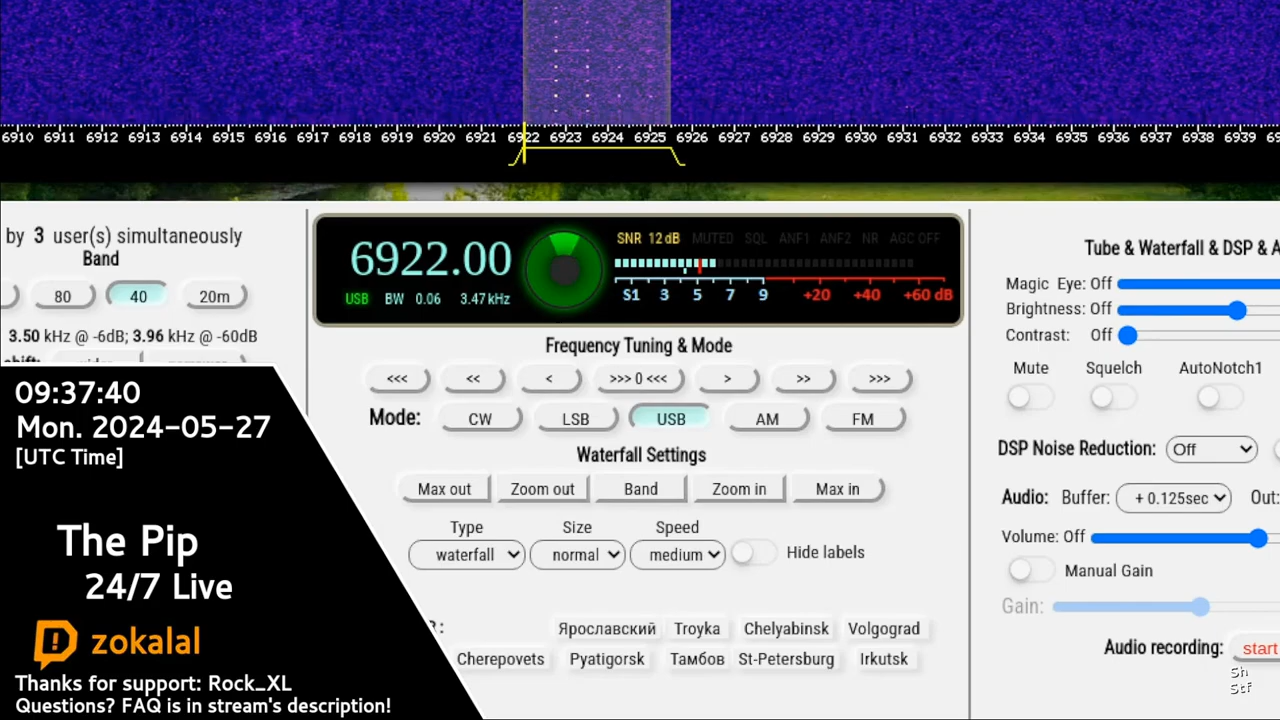 6910 6911 6912 6913 6914 6915 6916 6917 6918 6919 6920 6921 6922 6923 6924 6925 6926 6927 6928 6929 6930 6931 6932 6933 6934 6935 6936 6937 6938 6939
by 3 user(s) simultaneously
Band
80 40 20m
3.50 kHz @ -6dB; 3.96 kHz @ -60dB
6922.00
USB BW 0.06 3.47 kHz
SNR 12 dB MUTED SQL ANF1 ANF2 NR AGC OFF
S1 3 5 7 9 +20 +40 +60 dB
Frequency Tuning & Mode
<<< << < >>> 0 <<< > >> >>>
Mode: CW LSB USB AM FM
Waterfall Settings
Max out Zoom out Band Zoom in Max in
Type Size Speed
waterfall normal medium Hide labels
Ярославский Troyka Chelyabinsk Volgograd
Cherepovets Pyatigorsk Тамбов St-Petersburg Irkutsk
Tube & Waterfall & DSP & A
Magic Eye: Off
Brightness: Off
Contrast: Off
Mute Squelch AutoNotch1
DSP Noise Reduction: Off
Audio: Buffer: + 0.125sec Out:
Volume: Off
Manual Gain
Gain:
Audio recording: start
Sh
Stf
09:37:40
Mon. 2024-05-27
[UTC Time]
The Pip
24/7 Live
zokalal
Thanks for support: Rock_XL
Questions? FAQ is in stream's description!